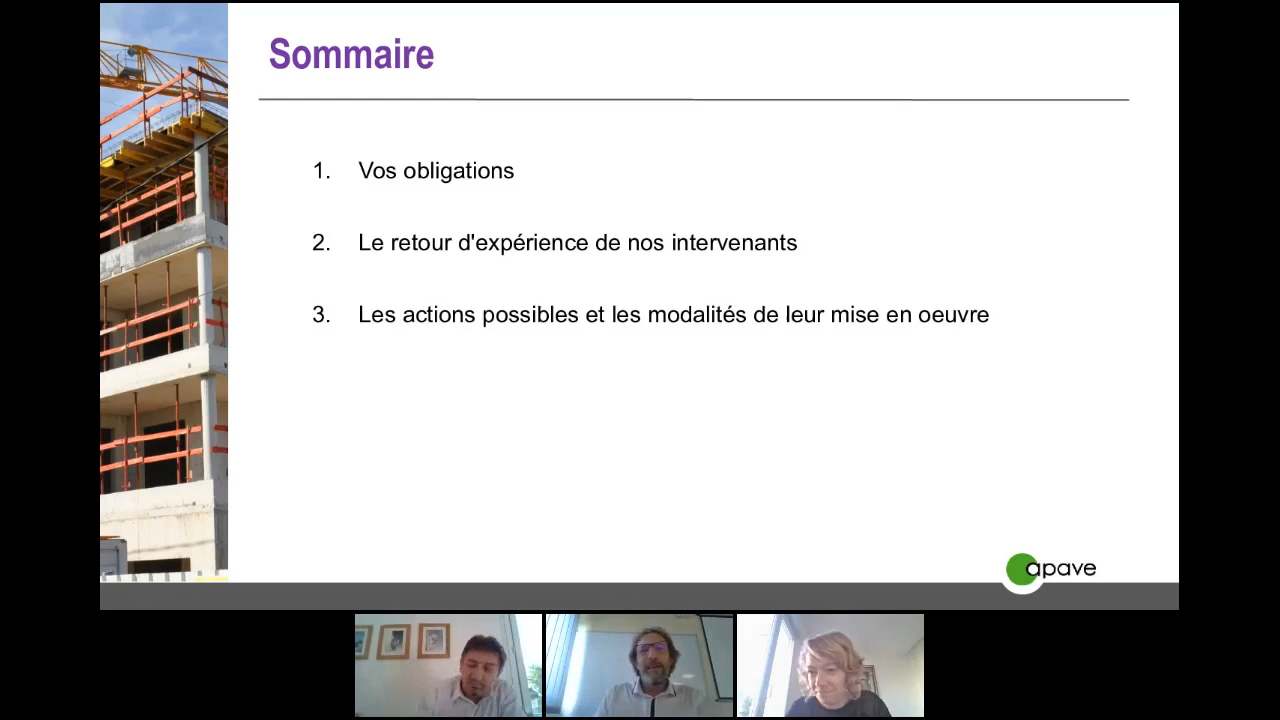 Sommaire
1. Vos obligations
2. Le retour d'expérience de nos intervenants
3. Les actions possibles et les modalités de leur mise en oeuvre
apave